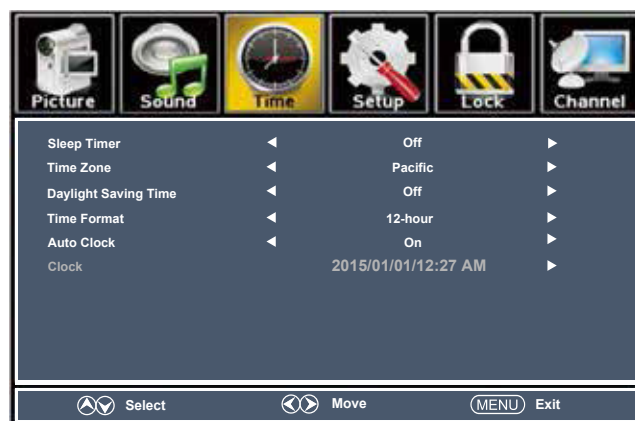 Picture Sound Time Setup Lock Channel
Sleep Timer Off
Time Zone Pacific
Daylight Saving Time Off
Time Format 12-hour
Auto Clock On
Clock 2015/01/01/12:27 AM
Select Move MENU Exit